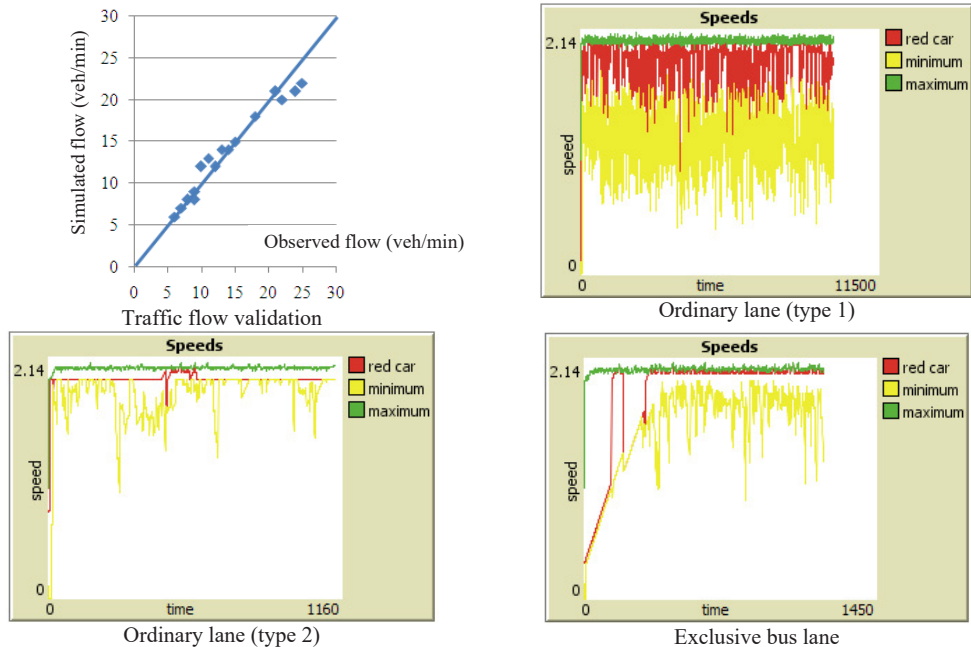 30
25
20
15
10
5
0
Simulated flow (veh/min)
Observed flow (veh/min)
0 5 10 15 20 25 30
Traffic flow validation
Speeds
2.14
speed
0
0 time 11500
red car
minimum
maximum
Ordinary lane (type 1)
Speeds
2.14
speed
0
0 time 1160
red car
minimum
maximum
Ordinary lane (type 2)
Speeds
2.14
speed
0
0 time 1450
red car
minimum
maximum
Exclusive bus lane